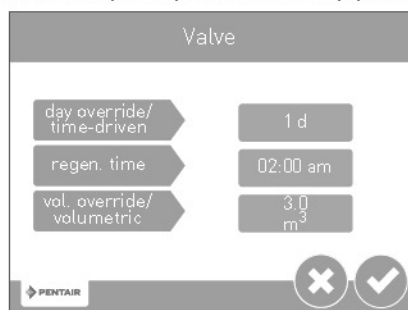 Valve
day override/
time-driven
1 d
regen. time
02:00 am
vol. override/
volumetric
3.0
m³
PENTAIR